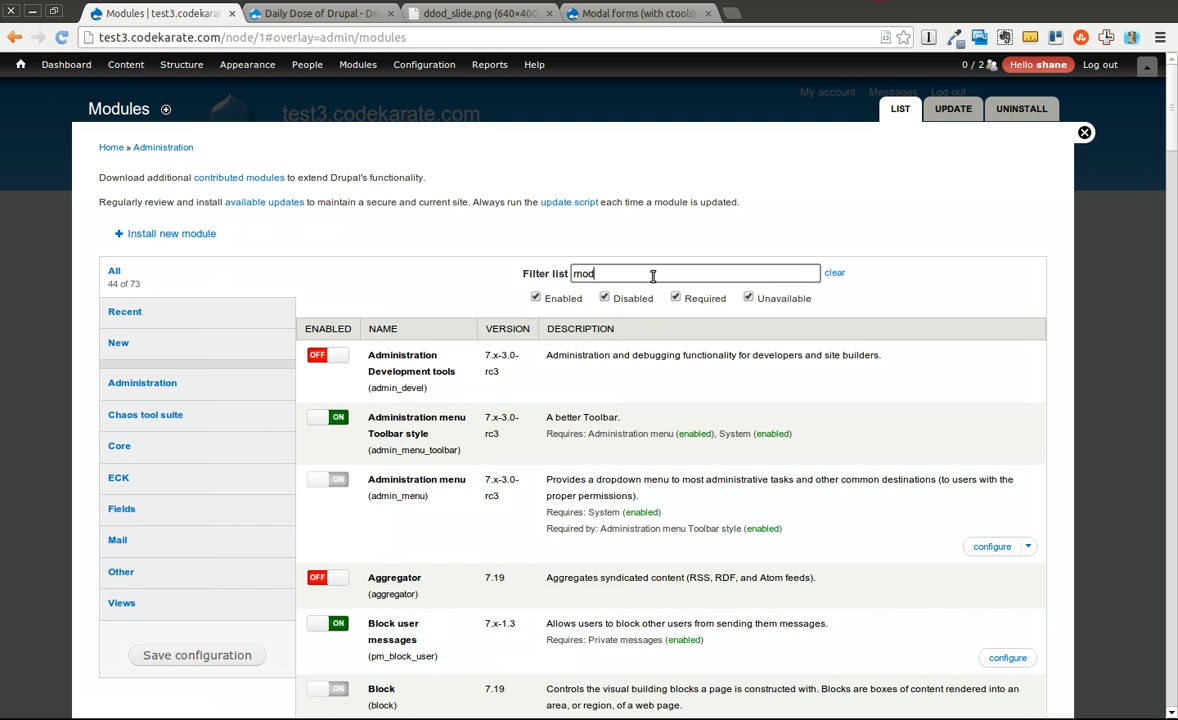 Modules | test3.codekara
Daily Dose of Drupal - Dr
ddod_slide.png (640×400
Modal forms (with ctools)
test3.codekarate.com/node/1#overlay=admin/modules
Dashboard Content Structure Appearance People Modules Configuration Reports Help 0 / 2 Hello shane Log out
My account Messages Log out
Modules
test3.codekarate.com
LIST UPDATE UNINSTALL
Home » Administration
Download additional contributed modules to extend Drupal's functionality.
Regularly review and install available updates to maintain a secure and current site. Always run the update script each time a module is updated.
Install new module
All
44 of 73
Recent
New
Administration
Chaos tool suite
Core
ECK
Fields
Mail
Other
Views
Save configuration
Filter list mod clear
Enabled Disabled Required Unavailable
ENABLED NAME VERSION DESCRIPTION
OFF Administration 7.x-3.0- Administration and debugging functionality for developers and site builders.
Development tools rc3
(admin_devel)
ON Administration menu 7.x-3.0- A better Toolbar.
Toolbar style rc3 Requires: Administration menu (enabled), System (enabled)
(admin_menu_toolbar)
ON Administration menu 7.x-3.0- Provides a dropdown menu to most administrative tasks and other common destinations (to users with the
(admin_menu) rc3 proper permissions).
Requires: System (enabled)
Required by: Administration menu Toolbar style (enabled)
configure
OFF Aggregator 7.19 Aggregates syndicated content (RSS, RDF, and Atom feeds).
(aggregator)
ON Block user 7.x-1.3 Allows users to block other users from sending them messages.
messages Requires: Private messages (enabled)
(pm_block_user)
configure
ON Block 7.19 Controls the visual building blocks a page is constructed with. Blocks are boxes of content rendered into an
(block) area, or region, of a web page.